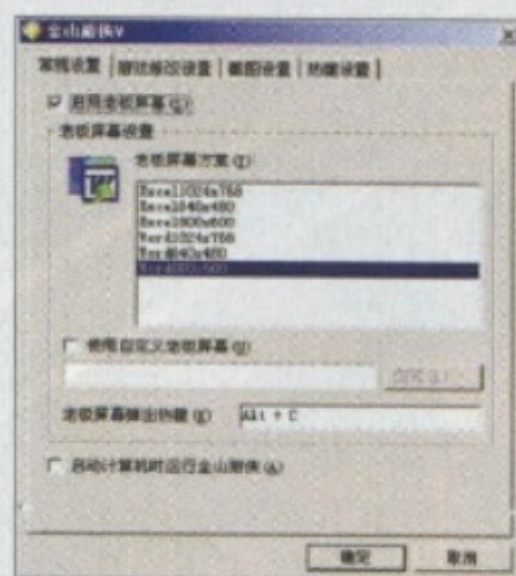 金山游侠V
常规设置 游戏修改设置 截图设置 热键设置
启用老板屏幕(G)
老板屏幕设置
老板屏幕方案(T)
Excel1024x768
Excel640x480
Excel800x600
Word1024x768
Word640x480
Word800x600
使用自定义老板屏幕(U)
老板屏幕弹出热键(K) Alt + C
启动计算机时运行金山游侠(A)
确定 取消